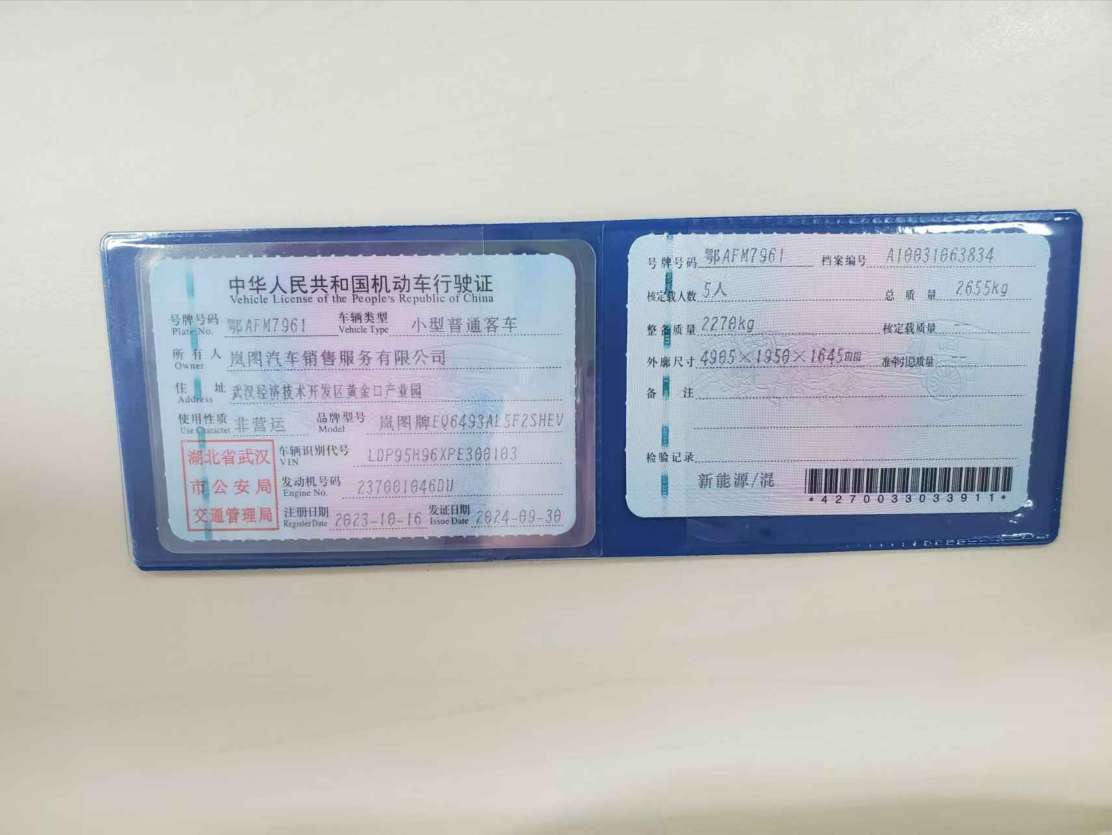 中华人民共和国机动车行驶证
Vehicle License of the People's Republic of China
号牌号码 鄂AFM7961 车辆类型 小型普通客车
Plate No. Vehicle Type
所有人 岚图汽车销售服务有限公司
Owner
住址 武汉经济技术开发区黄金口产业园
Address
使用性质 非营运 品牌型号 岚图牌EQ6493AL5F2SHEV
Use Character Model
湖北省武汉
市公安局
交通管理局
车辆识别代号 LDP95H96XPE300103
VIN
发动机号码 237001046DU
Engine No.
注册日期 2023-10-16 发证日期 2024-09-30
Register Date Issue Date
号牌号码 鄂AFM7961 档案编号 A10031063834
核定载人数 5人 总质量 2655kg
整备质量 2270kg 核定载质量 --
外廓尺寸 4905×1950×1645mm 准牵引总质量 --
备注
检验记录
新能源/混
*4270033033911*